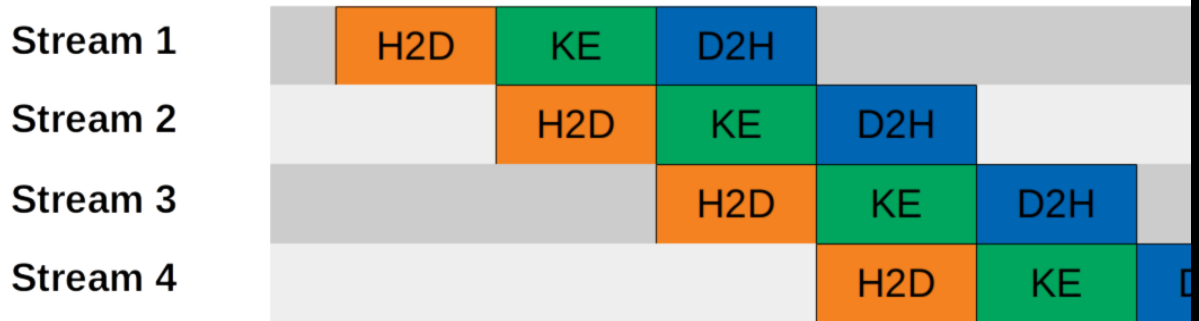 Stream 1 H2D KE D2H
Stream 2 H2D KE D2H
Stream 3 H2D KE D2H
Stream 4 H2D KE